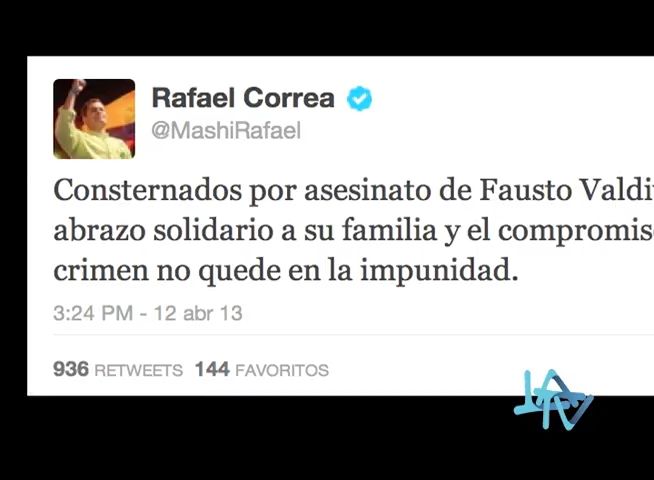 Rafael Correa
@MashiRafael
Consternados por asesinato de Fausto
abrazo solidario a su familia y el
crimen no quede en la impunidad.
3:24 PM - 12 abr 13
936 RETWEETS 144 FAVORITOS